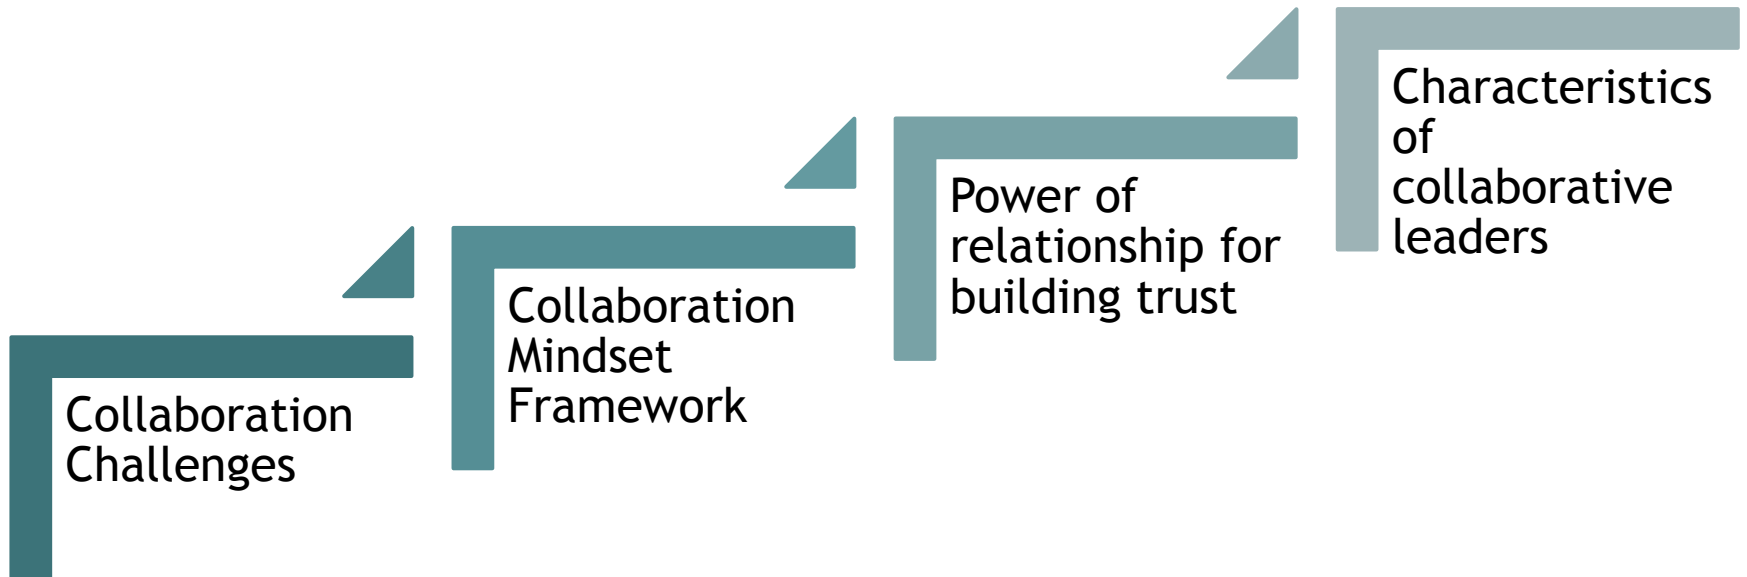 Collaboration
Challenges
Collaboration
Mindset
Framework
Power of
relationship for
building trust
Characteristics
of
collaborative
leaders